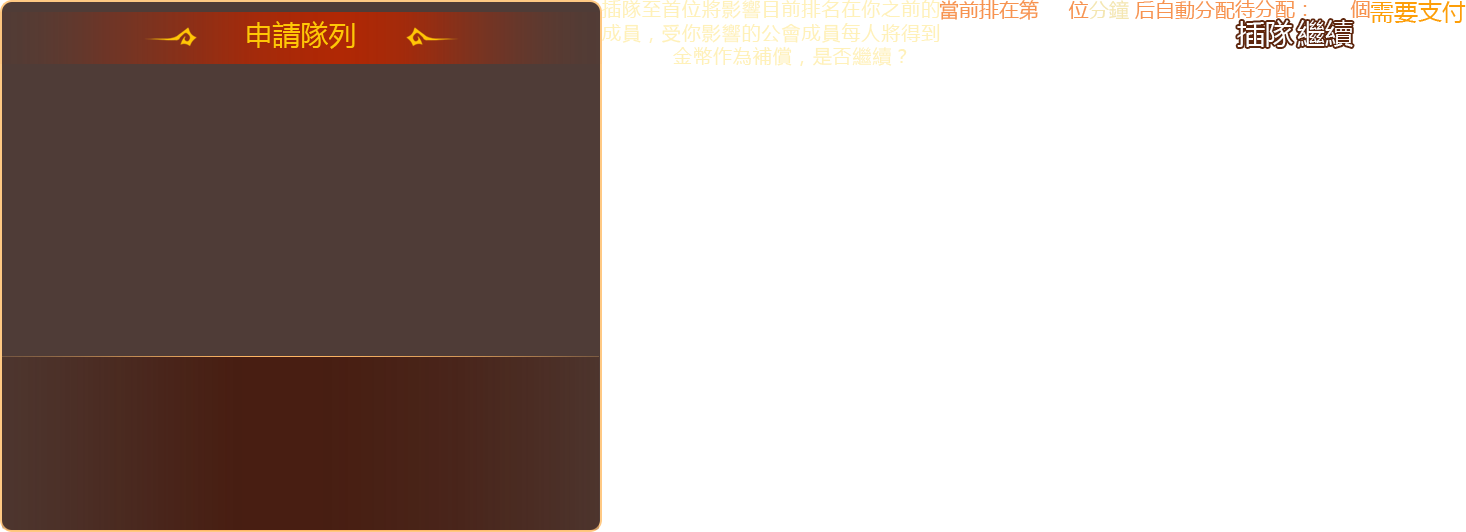 申請隊列
插隊至首位將影響目前排名在你之前的
成員，受你影響的公會成員每人將得到
金幣作為補償，是否繼續？
當前排在第 位
分鐘
后自動分配
待分配： 個
需要支付
插隊
繼續